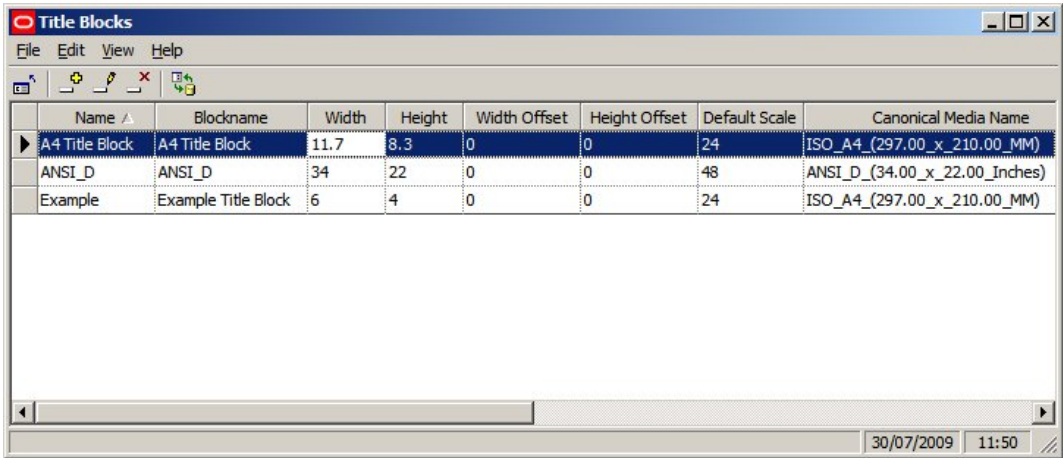 Title Blocks
File Edit View Help
Name Blockname Width Height Width Offset Height Offset Default Scale Canonical Media Name
A4 Title Block A4 Title Block 11.7 8.3 0 0 24 ISO_A4_(297.00_x_210.00_MM)
ANSI_D ANSI_D 34 22 0 0 48 ANSI_D_(34.00_x_22.00_Inches)
Example Example Title Block 6 4 0 0 24 ISO_A4_(297.00_x_210.00_MM)
30/07/2009 11:50